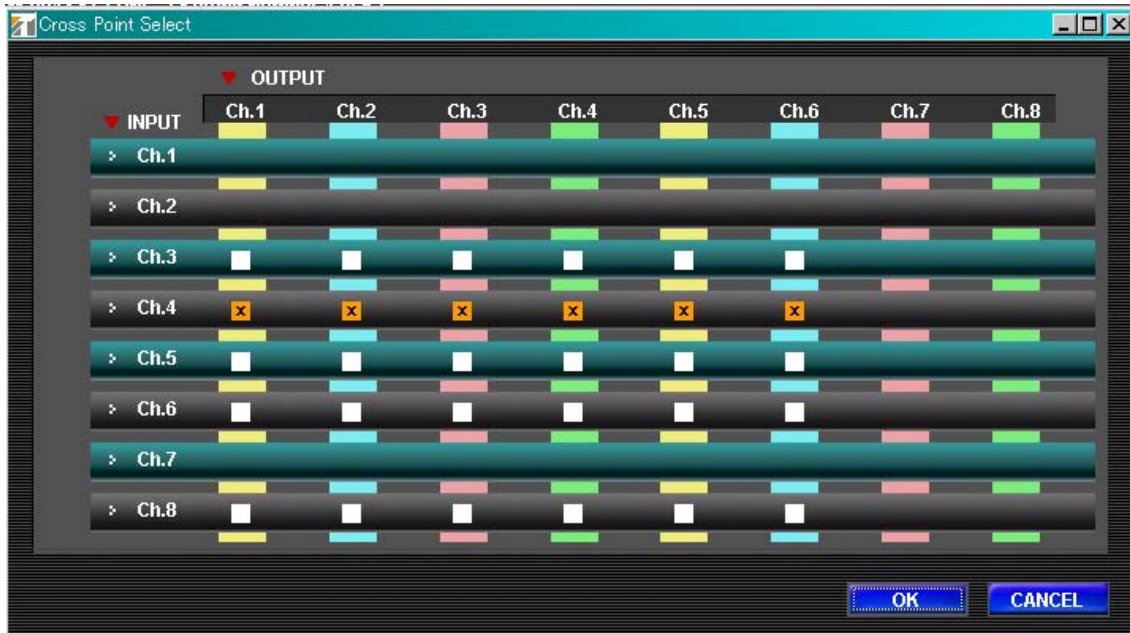 Cross Point Select
OUTPUT
INPUT Ch.1 Ch.2 Ch.3 Ch.4 Ch.5 Ch.6 Ch.7 Ch.8
Ch.1
Ch.2
Ch.3
Ch.4 x x x x x x
Ch.5
Ch.6
Ch.7
Ch.8
OK CANCEL